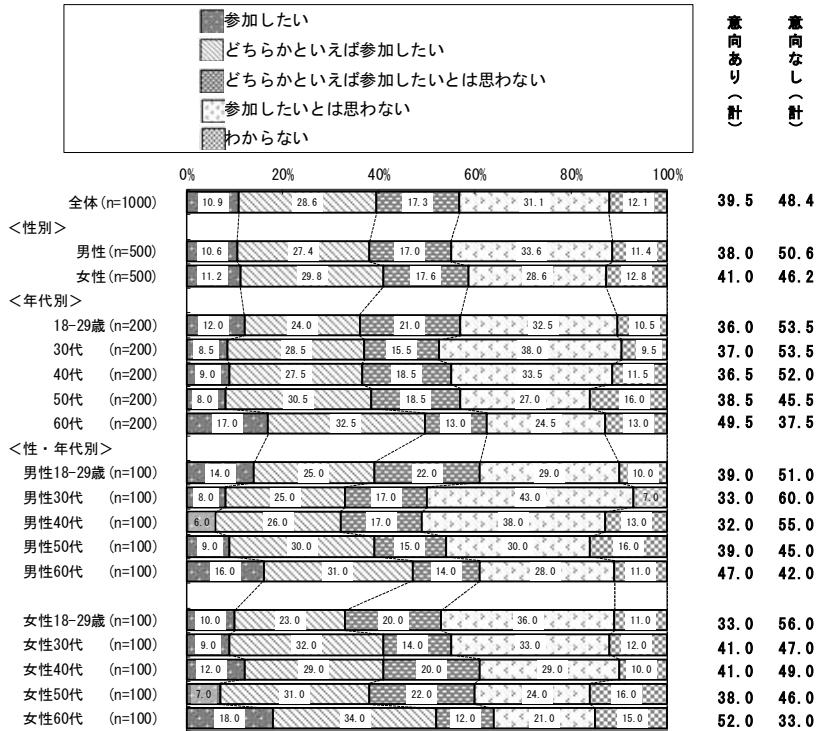 参加したい
どちらかといえば参加したい
どちらかといえば参加したいとは思わない
参加したいとは思わない
わからない
意向あり（計）
意向なし（計）
0% 20% 40% 60% 80% 100%
全体(n=1000) 10.9 28.6 17.3 31.1 12.1 39.5 48.4
＜性別＞
男性(n=500) 10.6 27.4 17.0 33.6 11.4 38.0 50.6
女性(n=500) 11.2 29.8 17.6 28.6 12.8 41.0 46.2
＜年代別＞
18-29歳(n=200) 12.0 24.0 21.0 32.5 10.5 36.0 53.5
30代 (n=200) 8.5 28.5 15.5 38.0 9.5 37.0 53.5
40代 (n=200) 9.0 27.5 18.5 33.5 11.5 36.5 52.0
50代 (n=200) 8.0 30.5 18.5 27.0 16.0 38.5 45.5
60代 (n=200) 17.0 32.5 13.0 24.5 13.0 49.5 37.5
＜性・年代別＞
男性18-29歳(n=100) 14.0 25.0 22.0 29.0 10.0 39.0 51.0
男性30代 (n=100) 8.0 25.0 17.0 43.0 7.0 33.0 60.0
男性40代 (n=100) 6.0 26.0 17.0 38.0 13.0 32.0 55.0
男性50代 (n=100) 9.0 30.0 15.0 30.0 16.0 39.0 45.0
男性60代 (n=100) 16.0 31.0 14.0 28.0 11.0 47.0 42.0
女性18-29歳(n=100) 10.0 23.0 20.0 36.0 11.0 33.0 56.0
女性30代 (n=100) 9.0 32.0 14.0 33.0 12.0 41.0 47.0
女性40代 (n=100) 12.0 29.0 20.0 29.0 10.0 41.0 49.0
女性50代 (n=100) 7.0 31.0 22.0 24.0 16.0 38.0 46.0
女性60代 (n=100) 18.0 34.0 12.0 21.0 15.0 52.0 33.0